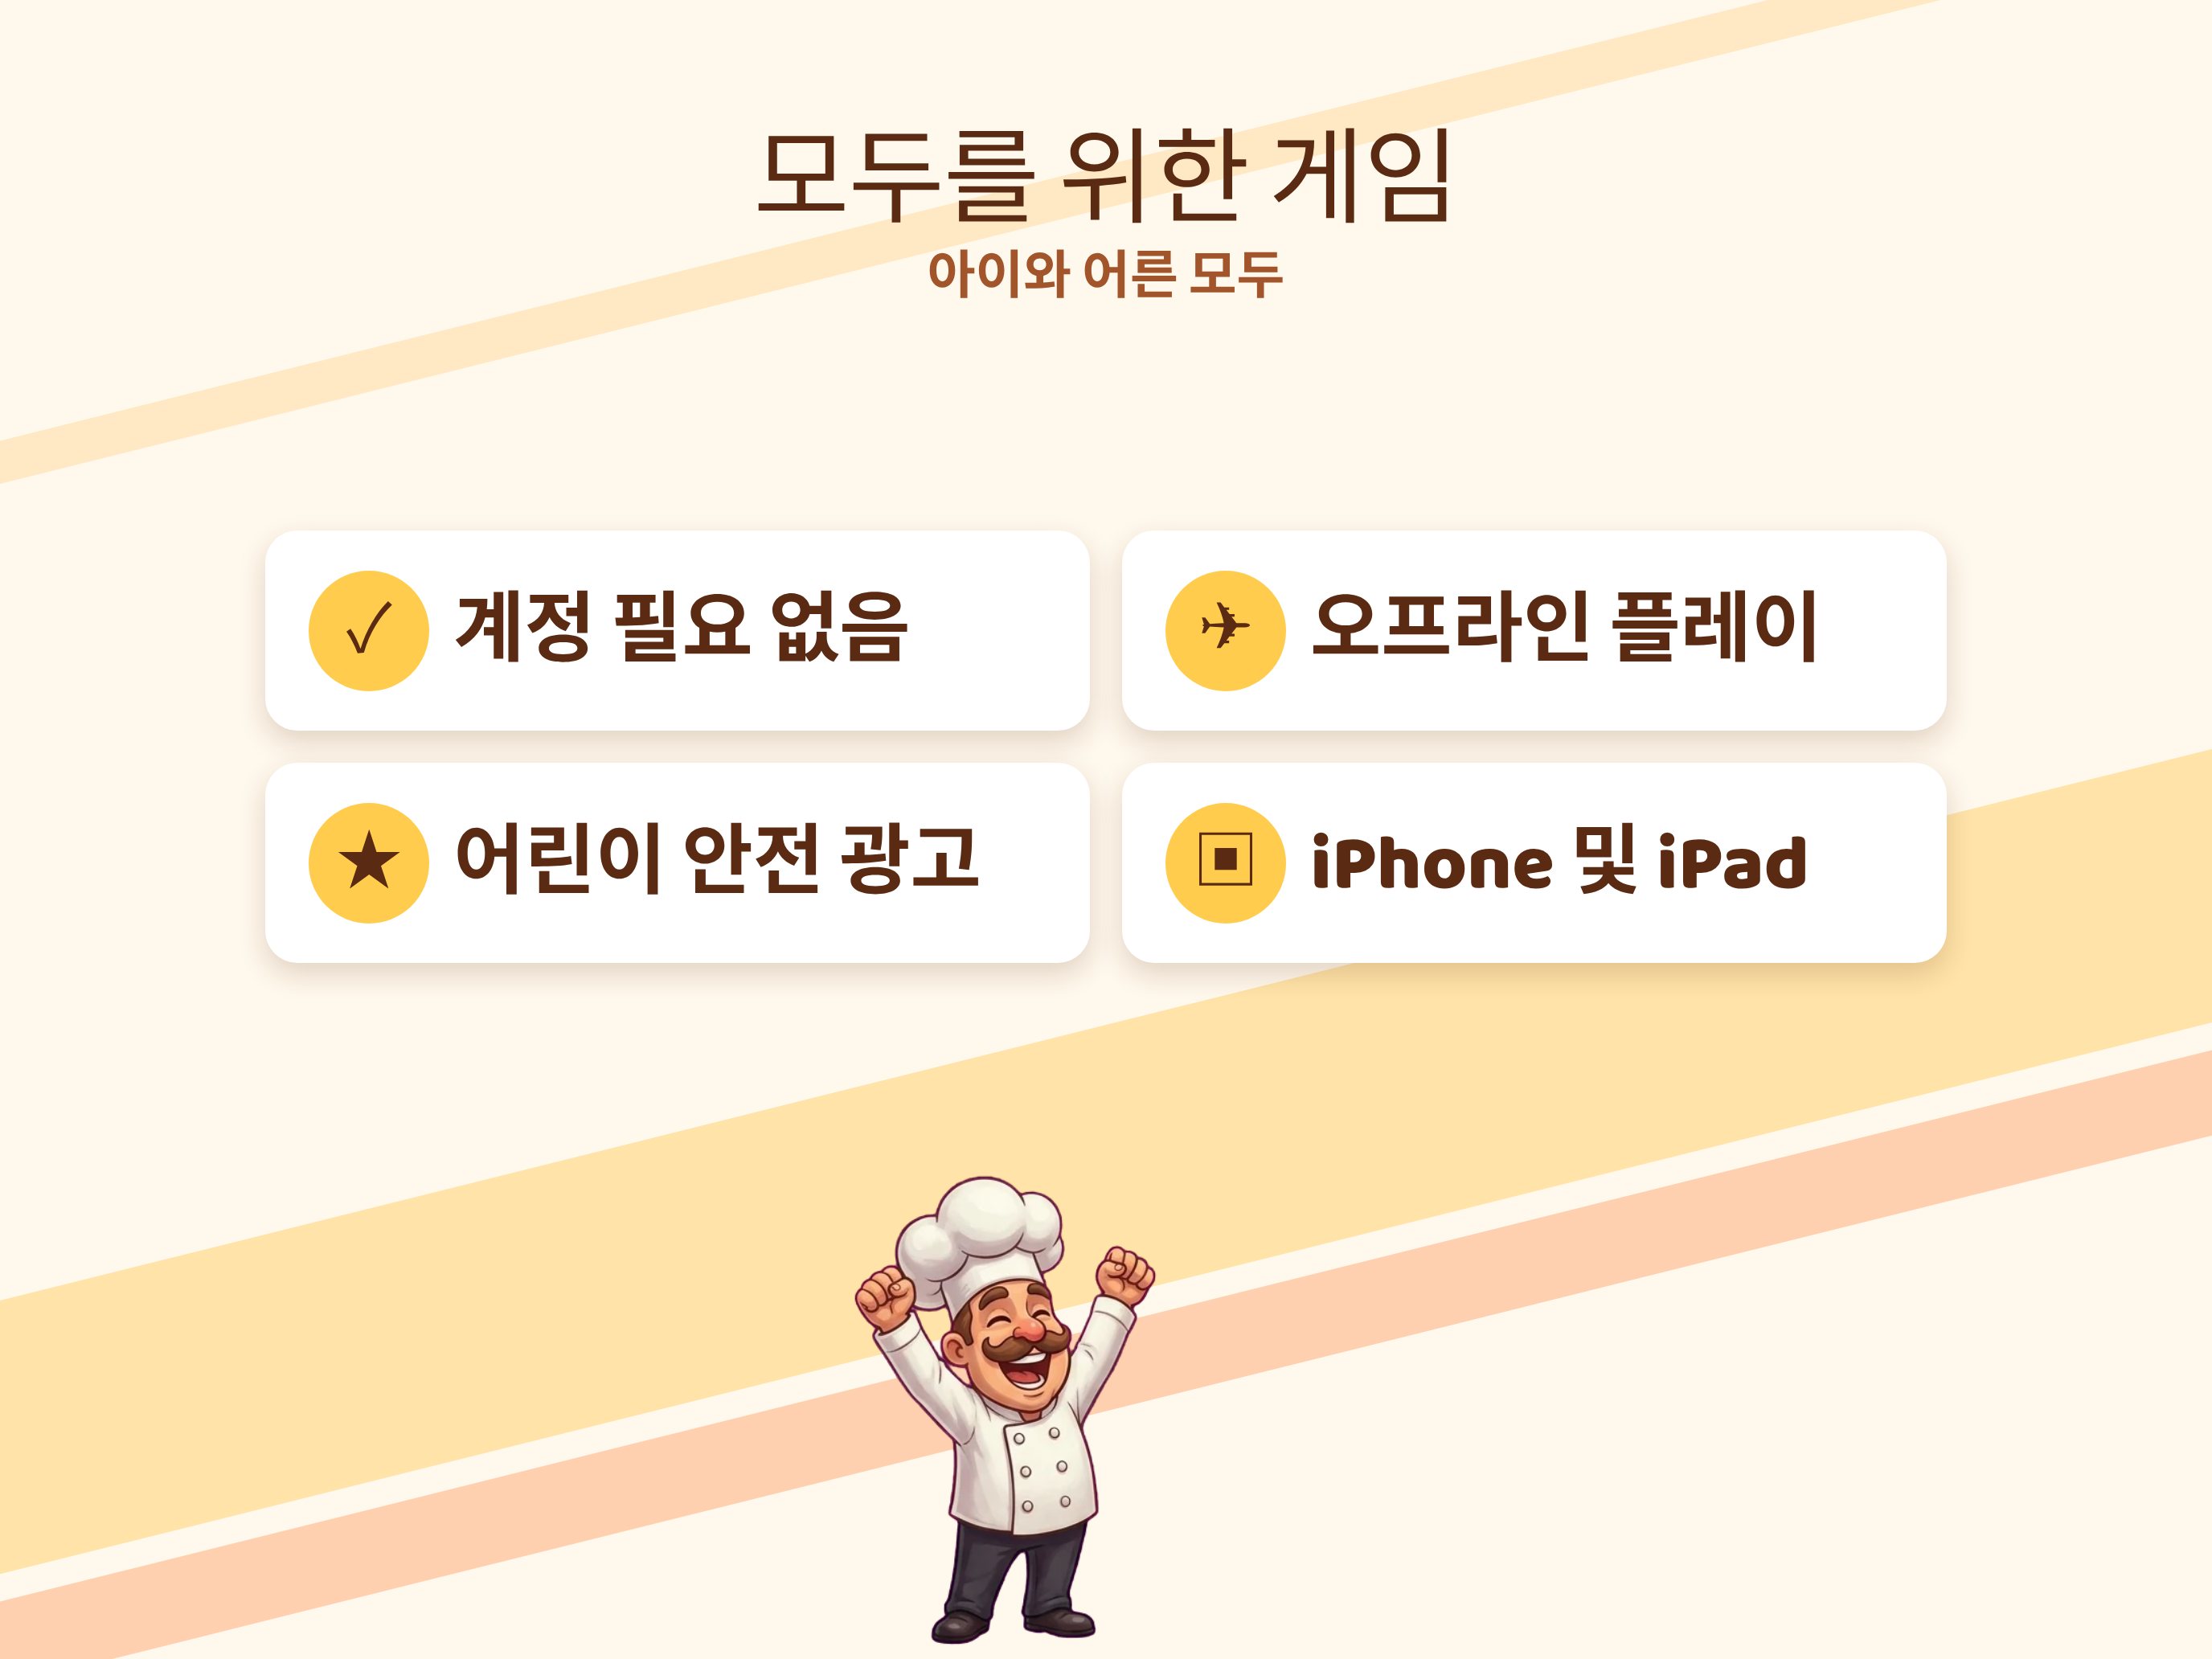 모두를 위한 게임
아이와 어른 모두
계정 필요 없음
오프라인 플레이
어린이 안전 광고
iPhone 및 iPad